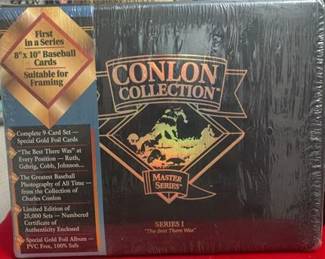 First
in a Series
8" x 10" Baseball
Cards
Suitable for
Framing
Complete 9-Card Set —
Special Gold Foil Cards
"The Best There Was" at
Every Position — Ruth,
Gehrig, Cobb, Johnson...
The Greatest Baseball
Photography of All Time —
from the Collection of
Charles Conlon
Limited Edition of
25,000 Sets — Numbered
Certificate of
Authenticity Enclosed
Special Gold Foil Album —
PVC Free, 100% Safe
CONLON
COLLECTION™
MASTER
SERIES™
SERIES I
"The Best There Was"